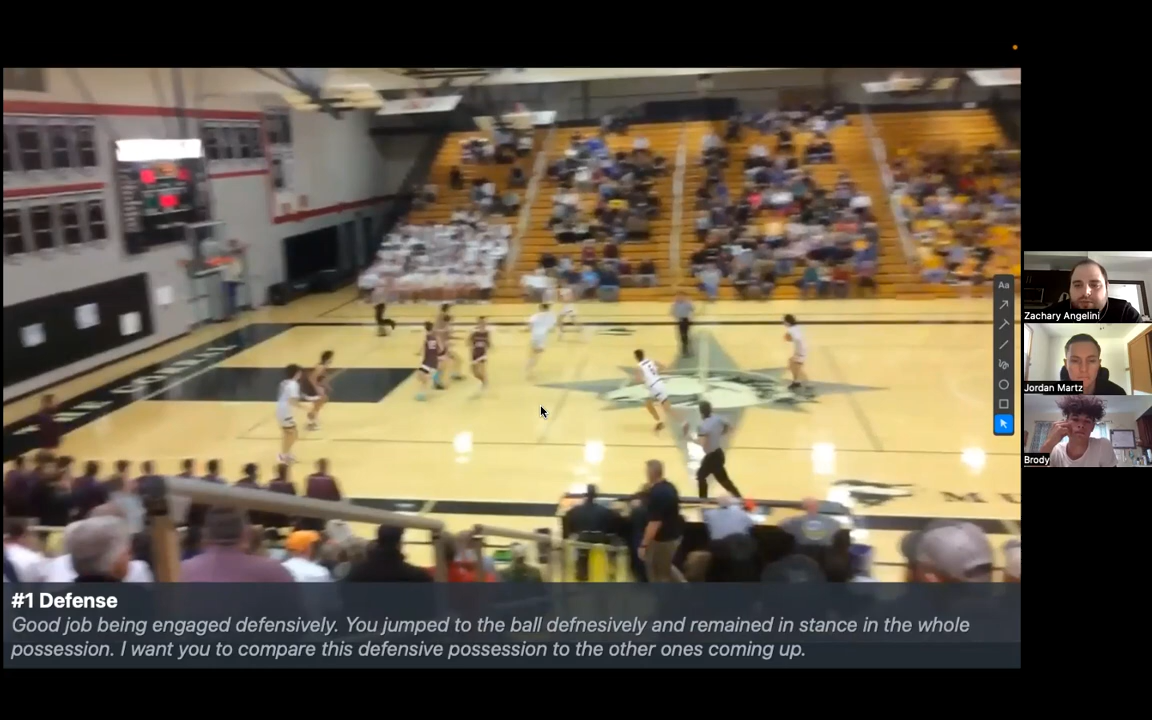 Aa
Zachary Angelini
Jordan Martz
Brody
M U
#1 Defense
Good job being engaged defensively. You jumped to the ball defnesively and remained in stance in the whole
possession. I want you to compare this defensive possession to the other ones coming up.